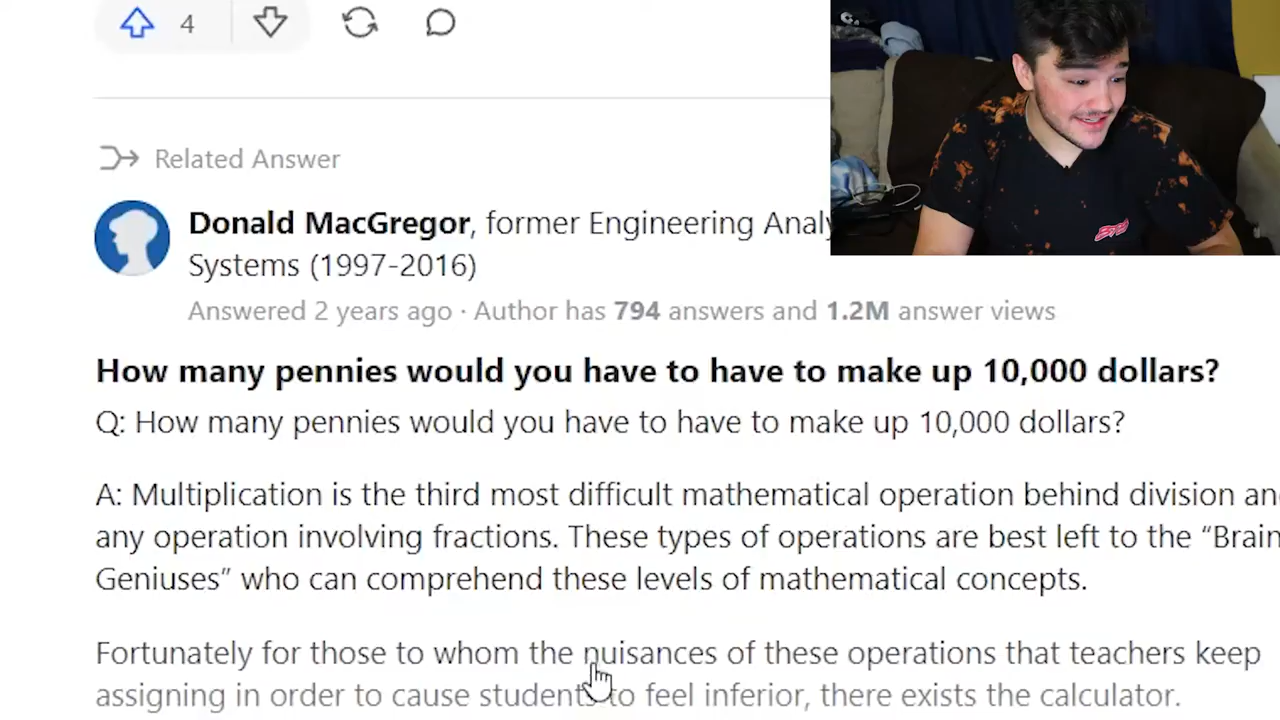 4
Related Answer
Donald MacGregor, former Engineering Analy
Systems (1997-2016)
Answered 2 years ago · Author has 794 answers and 1.2M answer views
How many pennies would you have to have to make up 10,000 dollars?
Q: How many pennies would you have to have to make up 10,000 dollars?
A: Multiplication is the third most difficult mathematical operation behind division an
any operation involving fractions. These types of operations are best left to the “Brain
Geniuses” who can comprehend these levels of mathematical concepts.
Fortunately for those to whom the nuisances of these operations that teachers keep
assigning in order to cause students to feel inferior, there exists the calculator.